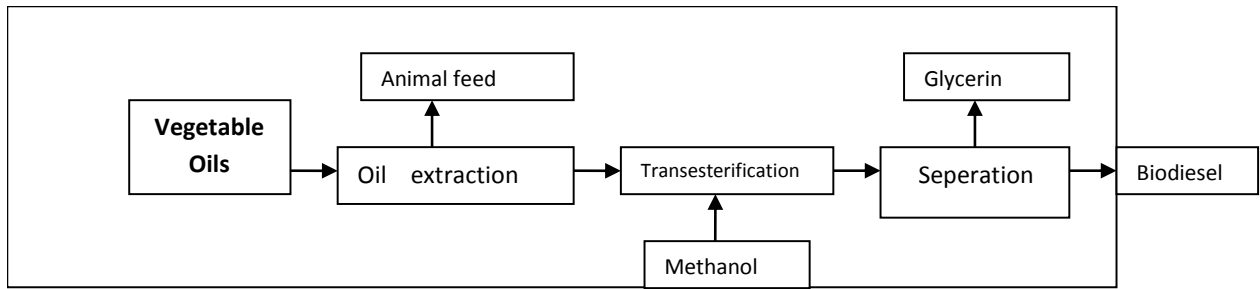 Animal feed
Glycerin
Vegetable
Oils
Oil extraction
Transesterification
Seperation
Biodiesel
Methanol